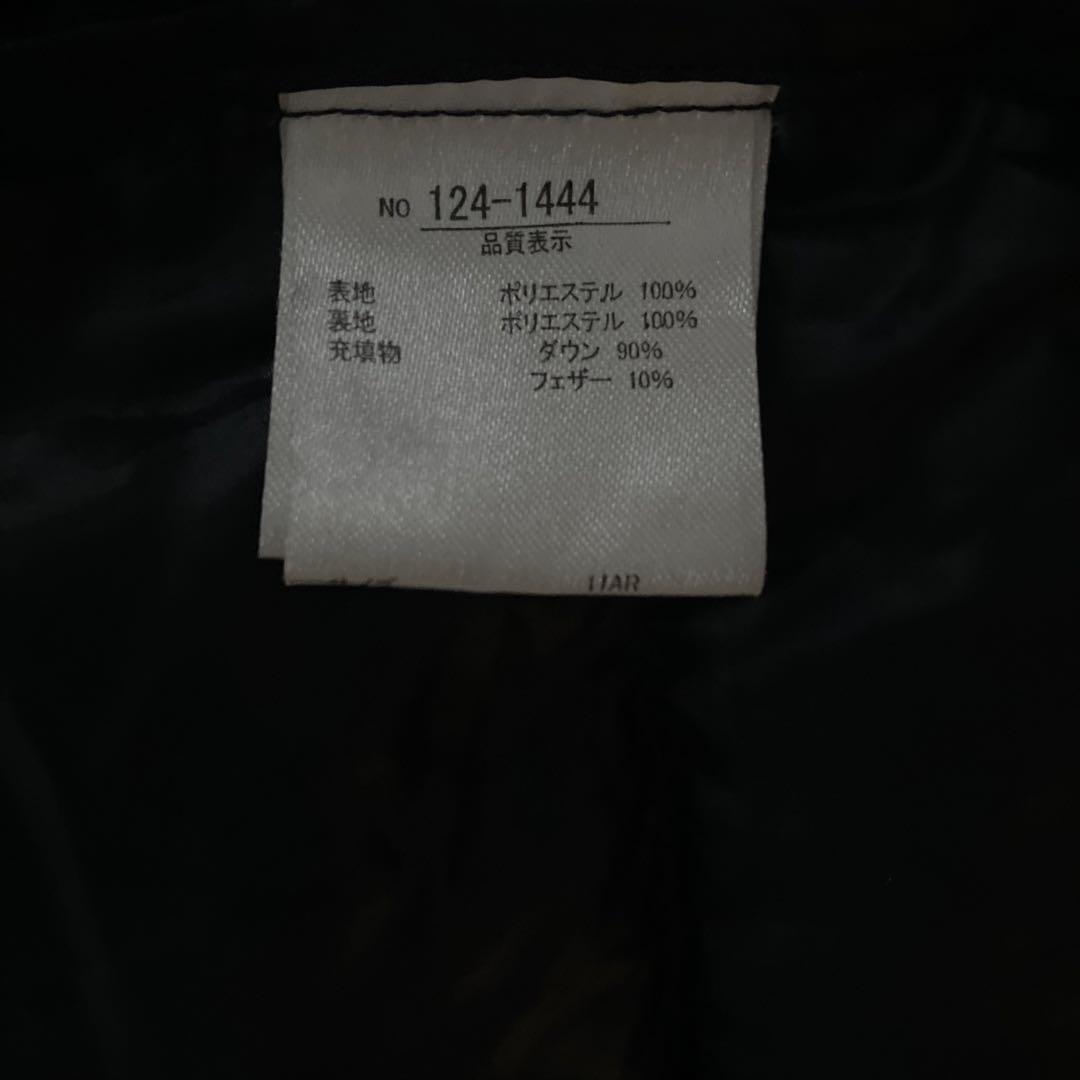 NO 124-1444
品質表示
表地 ポリエステル 100%
裏地 ポリエステル 100%
充填物 ダウン 90%
フェザー 10%